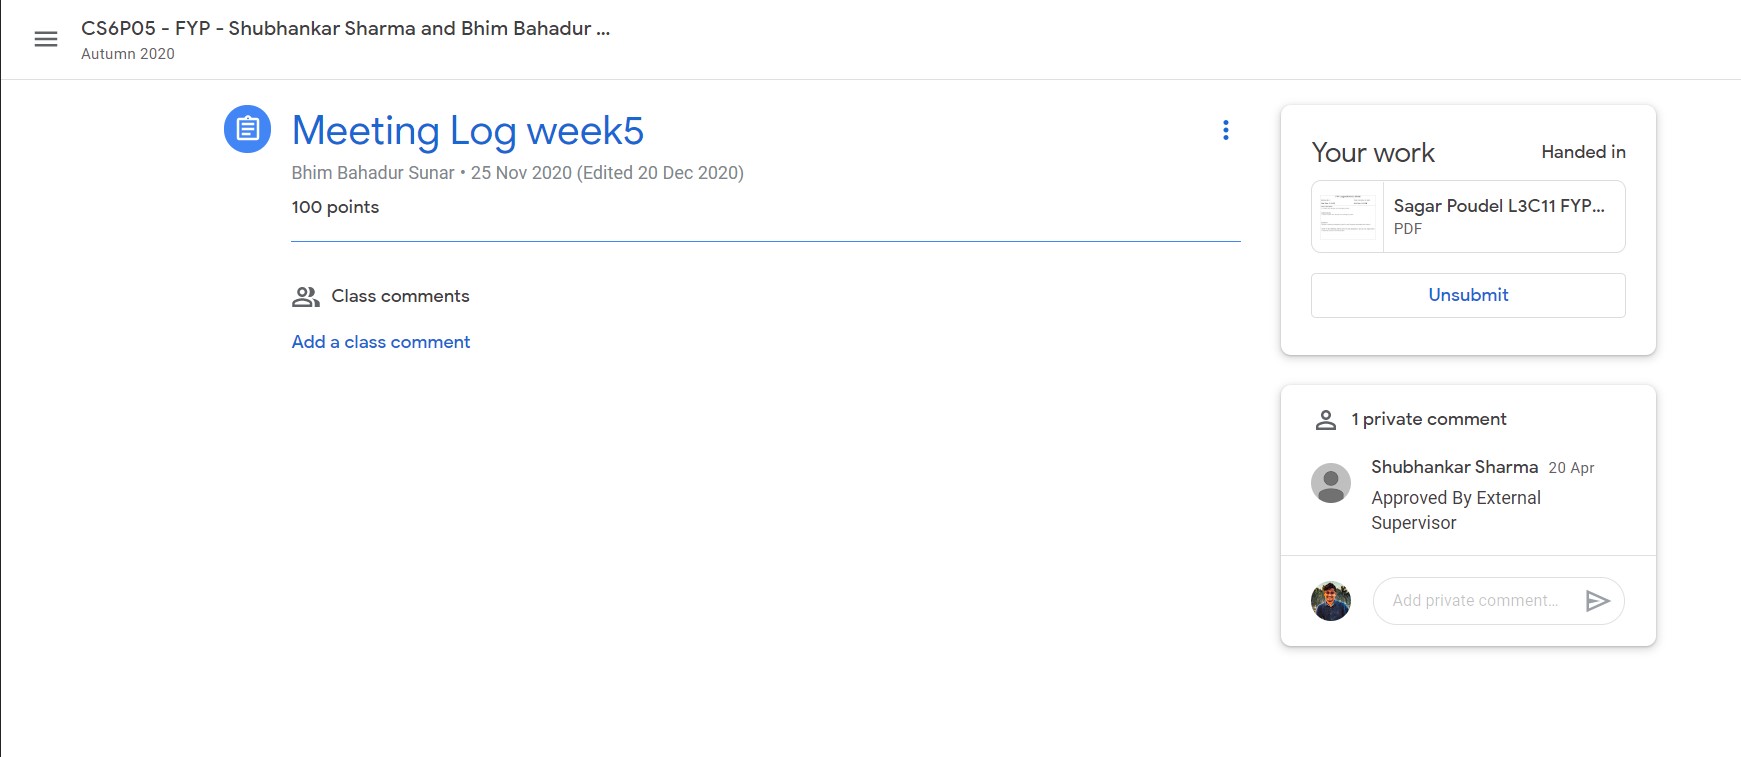 CS6P05 - FYP - Shubhankar Sharma and Bhim Bahadur ...
Autumn 2020
Meeting Log week5
Bhim Bahadur Sunar • 25 Nov 2020 (Edited 20 Dec 2020)
100 points
Class comments
Add a class comment
Your work
Handed in
Sagar Poudel L3C11 FYP...
PDF
Unsubmit
1 private comment
Shubhankar Sharma 20 Apr
Approved By External
Supervisor
Add private comment...